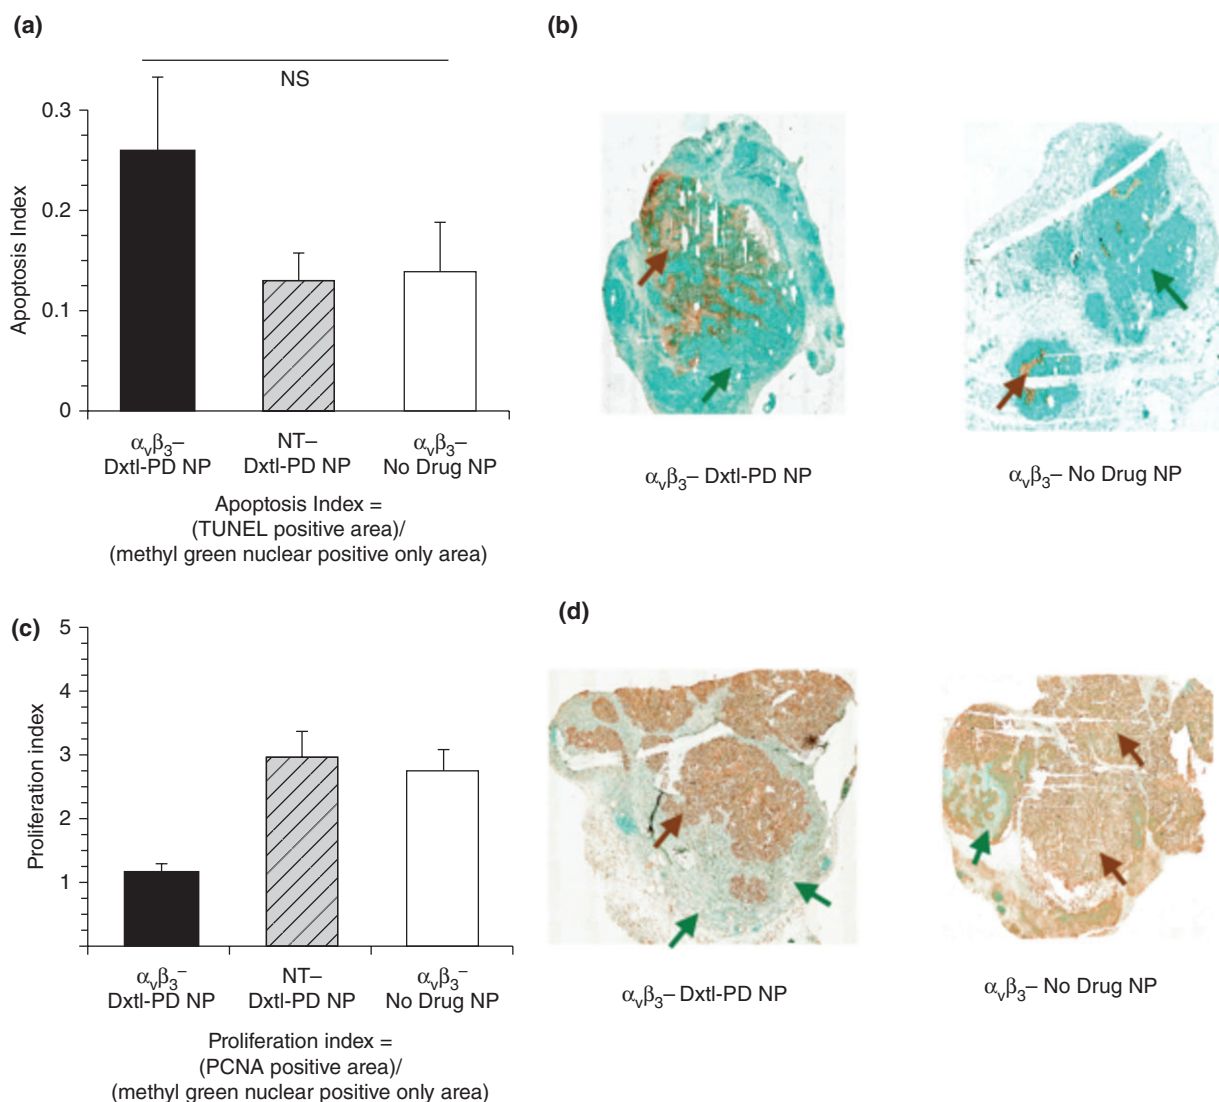 (a)
NS
Apoptosis Index
0.3
0.2
0.1
0
αvβ3–
Dxtl-PD NP
NT–
Dxtl-PD NP
αvβ3–
No Drug NP
Apoptosis Index =
(TUNEL positive area)/
(methyl green nuclear positive only area)
(b)
αvβ3– Dxtl-PD NP
αvβ3– No Drug NP
(c)
Proliferation index
5
4
3
2
1
αvβ3–
Dxtl-PD NP
NT–
Dxtl-PD NP
αvβ3–
No Drug NP
Proliferation index =
(PCNA positive area)/
(methyl green nuclear positive only area)
(d)
αvβ3– Dxtl-PD NP
αvβ3– No Drug NP